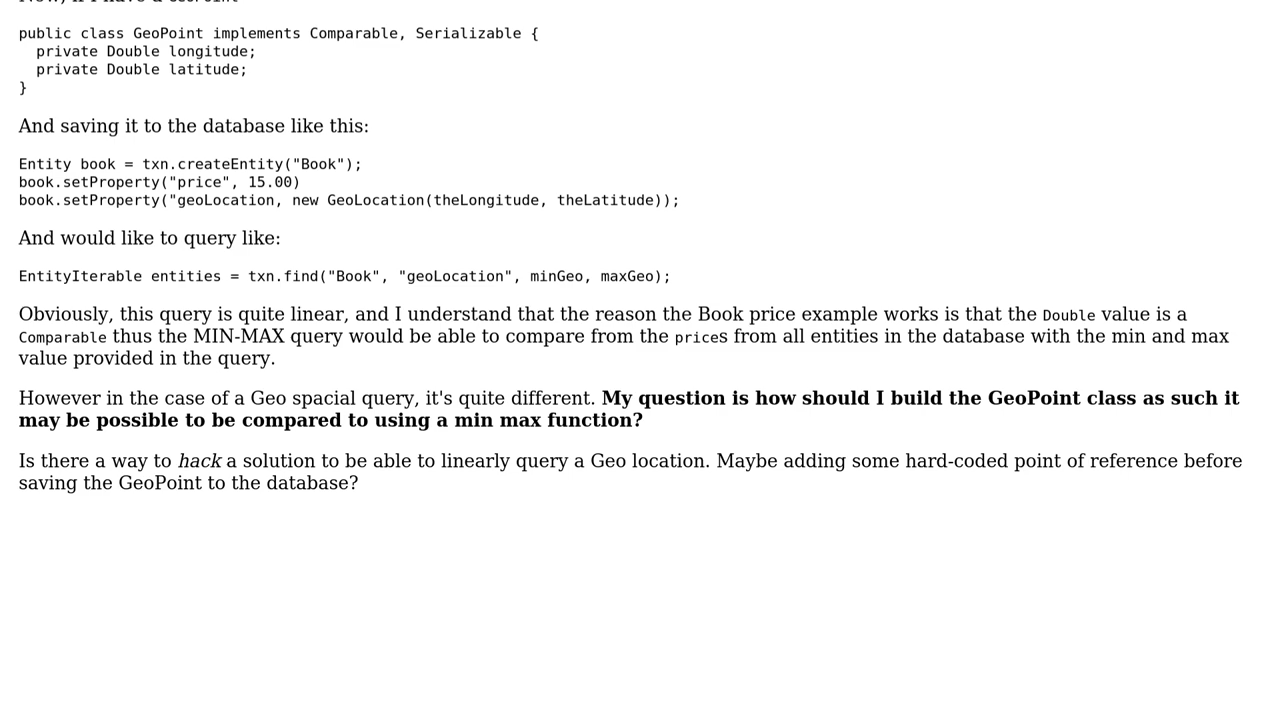 public class GeoPoint implements Comparable, Serializable {
  private Double longitude;
  private Double latitude;
}
And saving it to the database like this:
Entity book = txn.createEntity("Book");
book.setProperty("price", 15.00)
book.setProperty("geoLocation, new GeoLocation(theLongitude, theLatitude));
And would like to query like:
EntityIterable entities = txn.find("Book", "geoLocation", minGeo, maxGeo);
Obviously, this query is quite linear, and I understand that the reason the Book price example works is that the Double value is a
Comparable thus the MIN-MAX query would be able to compare from the prices from all entities in the database with the min and max
value provided in the query.
However in the case of a Geo spacial query, it's quite different. My question is how should I build the GeoPoint class as such it
may be possible to be compared to using a min max function?
Is there a way to hack a solution to be able to linearly query a Geo location. Maybe adding some hard-coded point of reference before
saving the GeoPoint to the database?